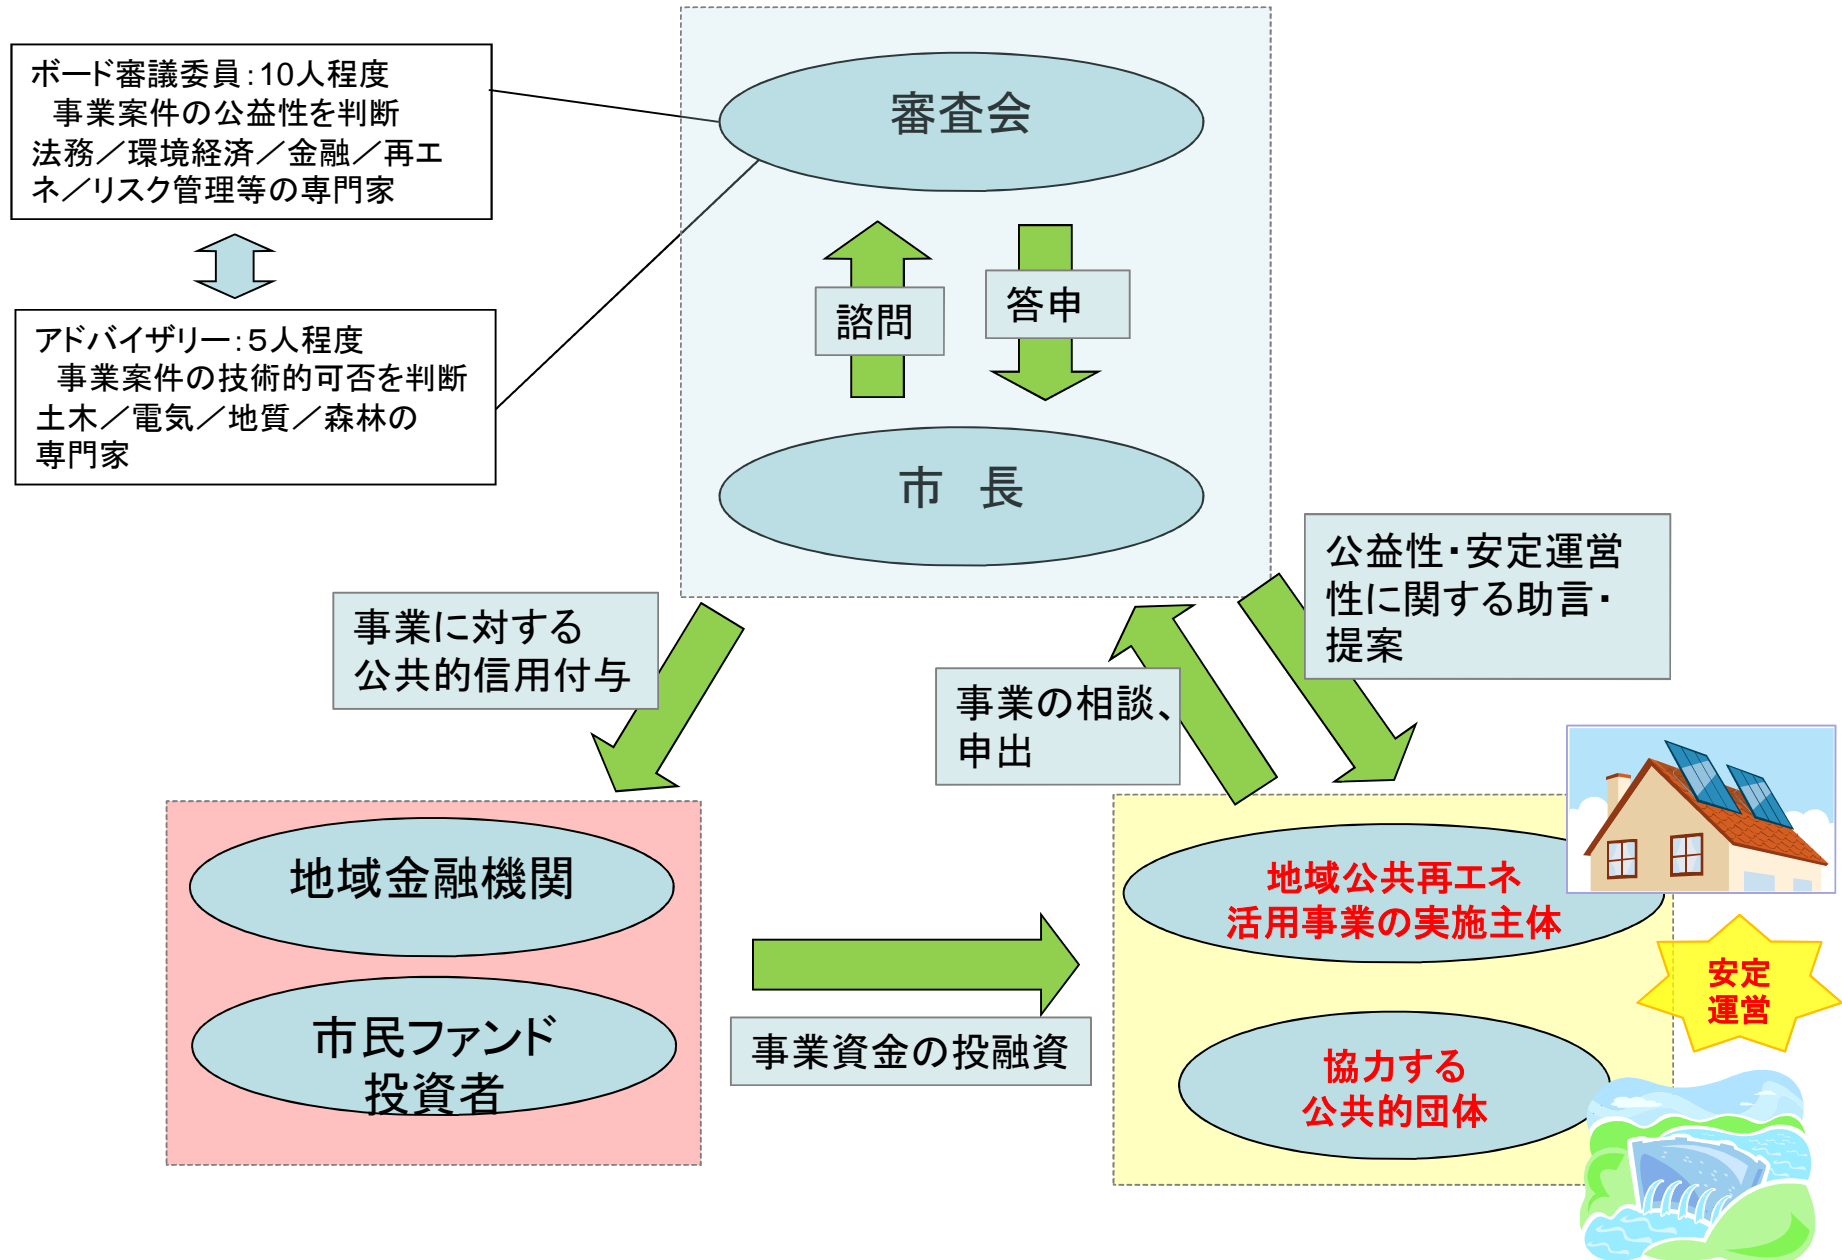 ボード審議委員：10人程度
事業案件の公益性を判断
法務／環境経済／金融／再エ
ネ／リスク管理等の専門家
アドバイザリー：５人程度
事業案件の技術的可否を判断
土木／電気／地質／森林の
専門家
審査会
諮問
答申
市　長
公益性・安定運営
性に関する助言・
提案
事業に対する
公共的信用付与
事業の相談、
申出
地域金融機関
市民ファンド
投資者
事業資金の投融資
地域公共再エネ
活用事業の実施主体
協力する
公共的団体
安定
運営